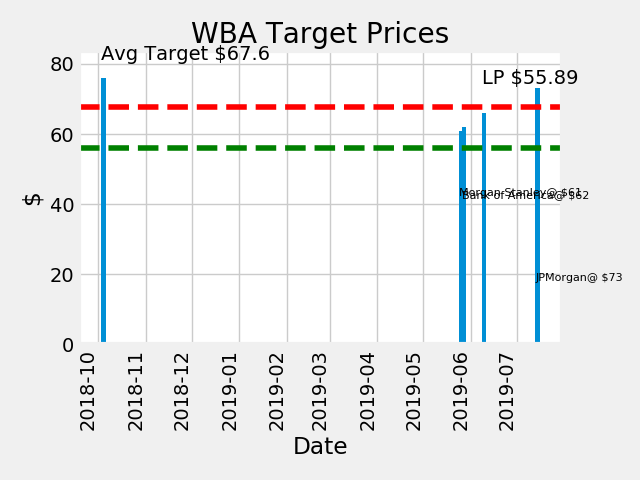 WBA Target Prices
Avg Target $67.6
LP $55.89
80
60
40
20
0
$
Morgan Stanley@ $61
Bank of America@ $62
JPMorgan@ $73
2018-10
2018-11
2018-12
2019-01
2019-02
2019-03
2019-04
2019-05
2019-06
2019-07
Date